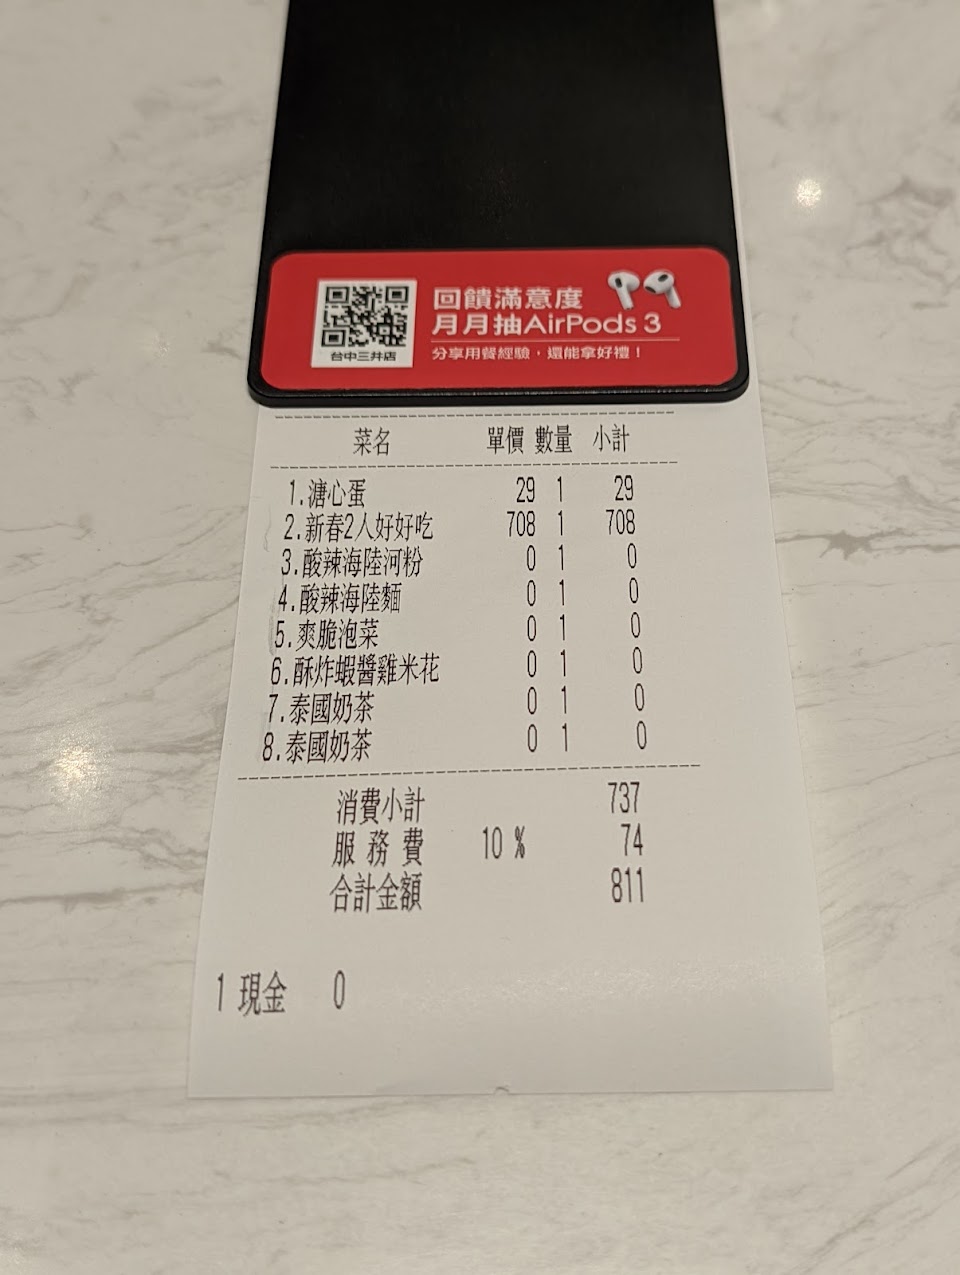 回饋滿意度
月月抽AirPods 3
分享用餐經驗，還能拿好禮！
台中三井店
菜名 單價 數量 小計
1.溏心蛋 29 1 29
2.新春2人好好吃 708 1 708
3.酸辣海陸河粉 0 1 0
4.酸辣海陸麵 0 1 0
5.爽脆泡菜 0 1 0
6.酥炸蝦醬雞米花 0 1 0
7.泰國奶茶 0 1 0
8.泰國奶茶 0 1 0
消費小計 737
服務費 10 % 74
合計金額 811
1 現金 0